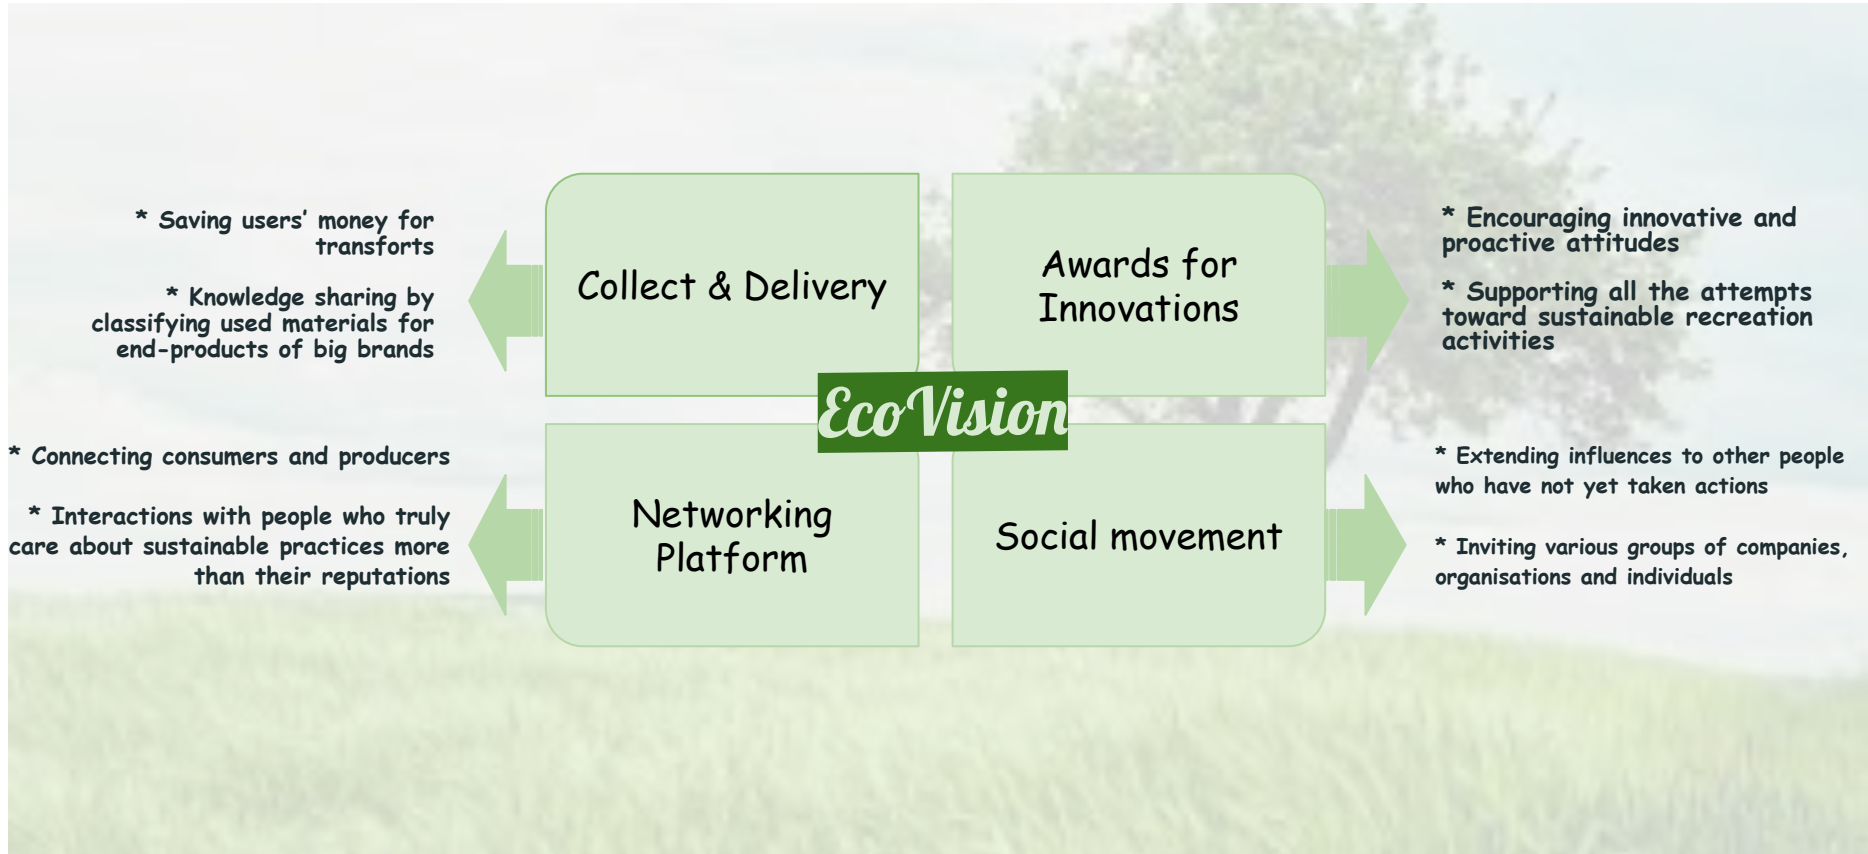 * Saving users’ money for
transforts
* Knowledge sharing by
classifying used materials for
end-products of big brands
Collect & Delivery
Awards for
Innovations
* Encouraging innovative and
proactive attitudes
* Supporting all the attempts
toward sustainable recreation
activities
EcoVision
* Connecting consumers and producers
* Interactions with people who truly
care about sustainable practices more
than their reputations
Networking
Platform
Social movement
* Extending influences to other people
who have not yet taken actions
* Inviting various groups of companies,
organisations and individuals